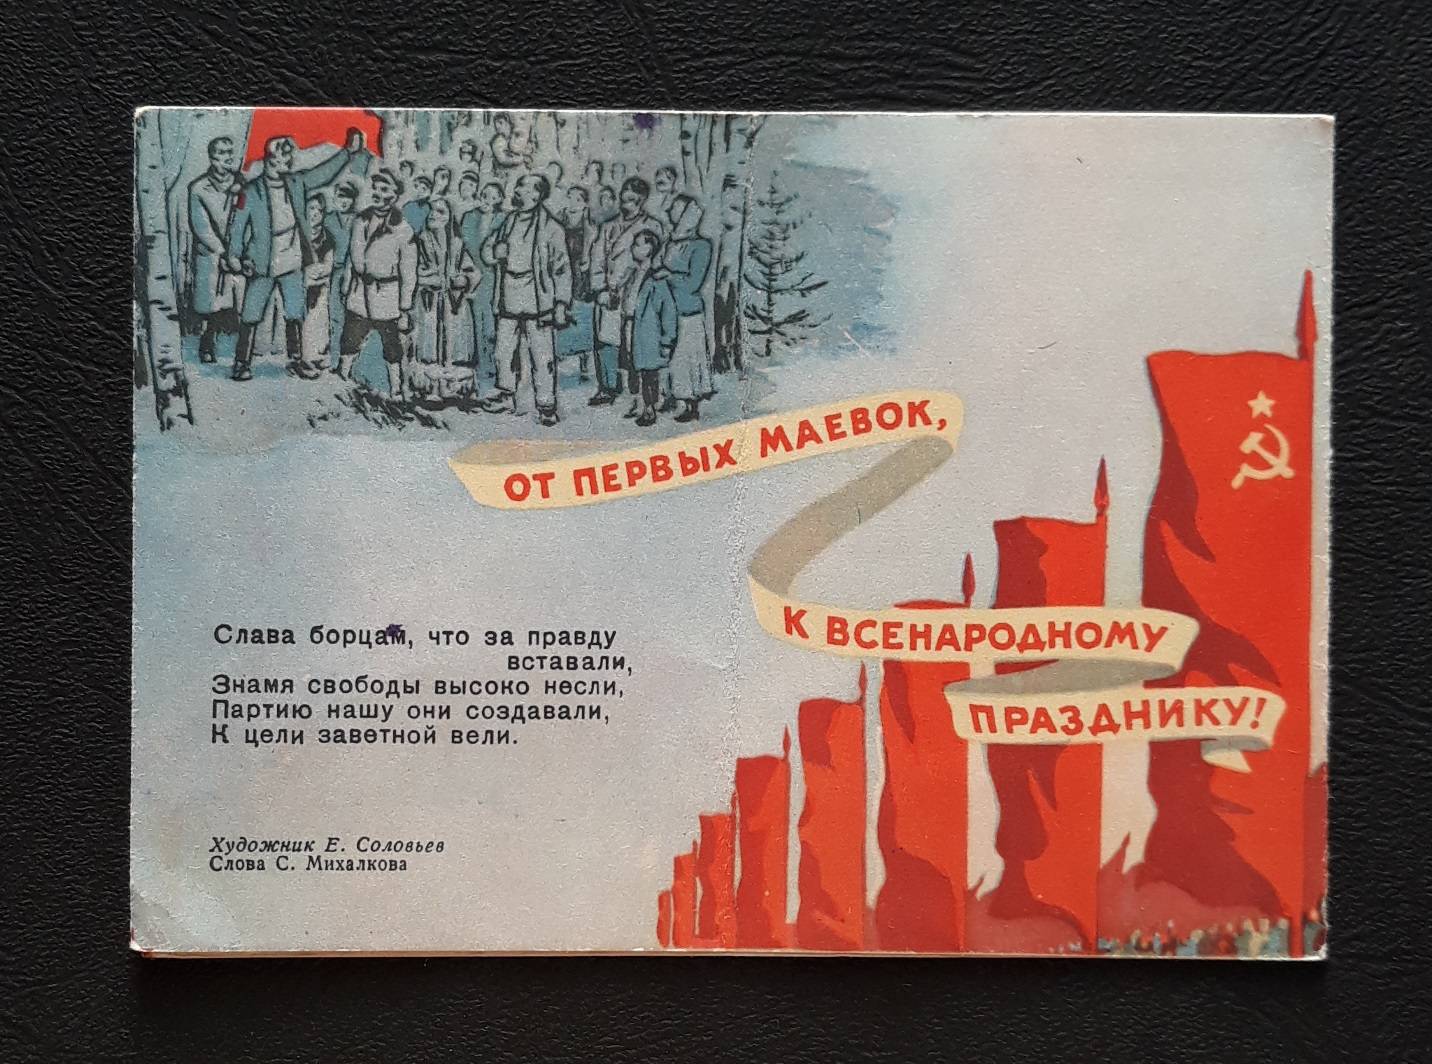 ОТ ПЕРВЫХ МАЕВОК,
К ВСЕНАРОДНОМУ
ПРАЗДНИКУ!
Слава борцам, что за правду
вставали,
Знамя свободы высоко несли,
Партию нашу они создавали,
К цели заветной вели.
Художник Е. Соловьев
Слова С. Михалкова